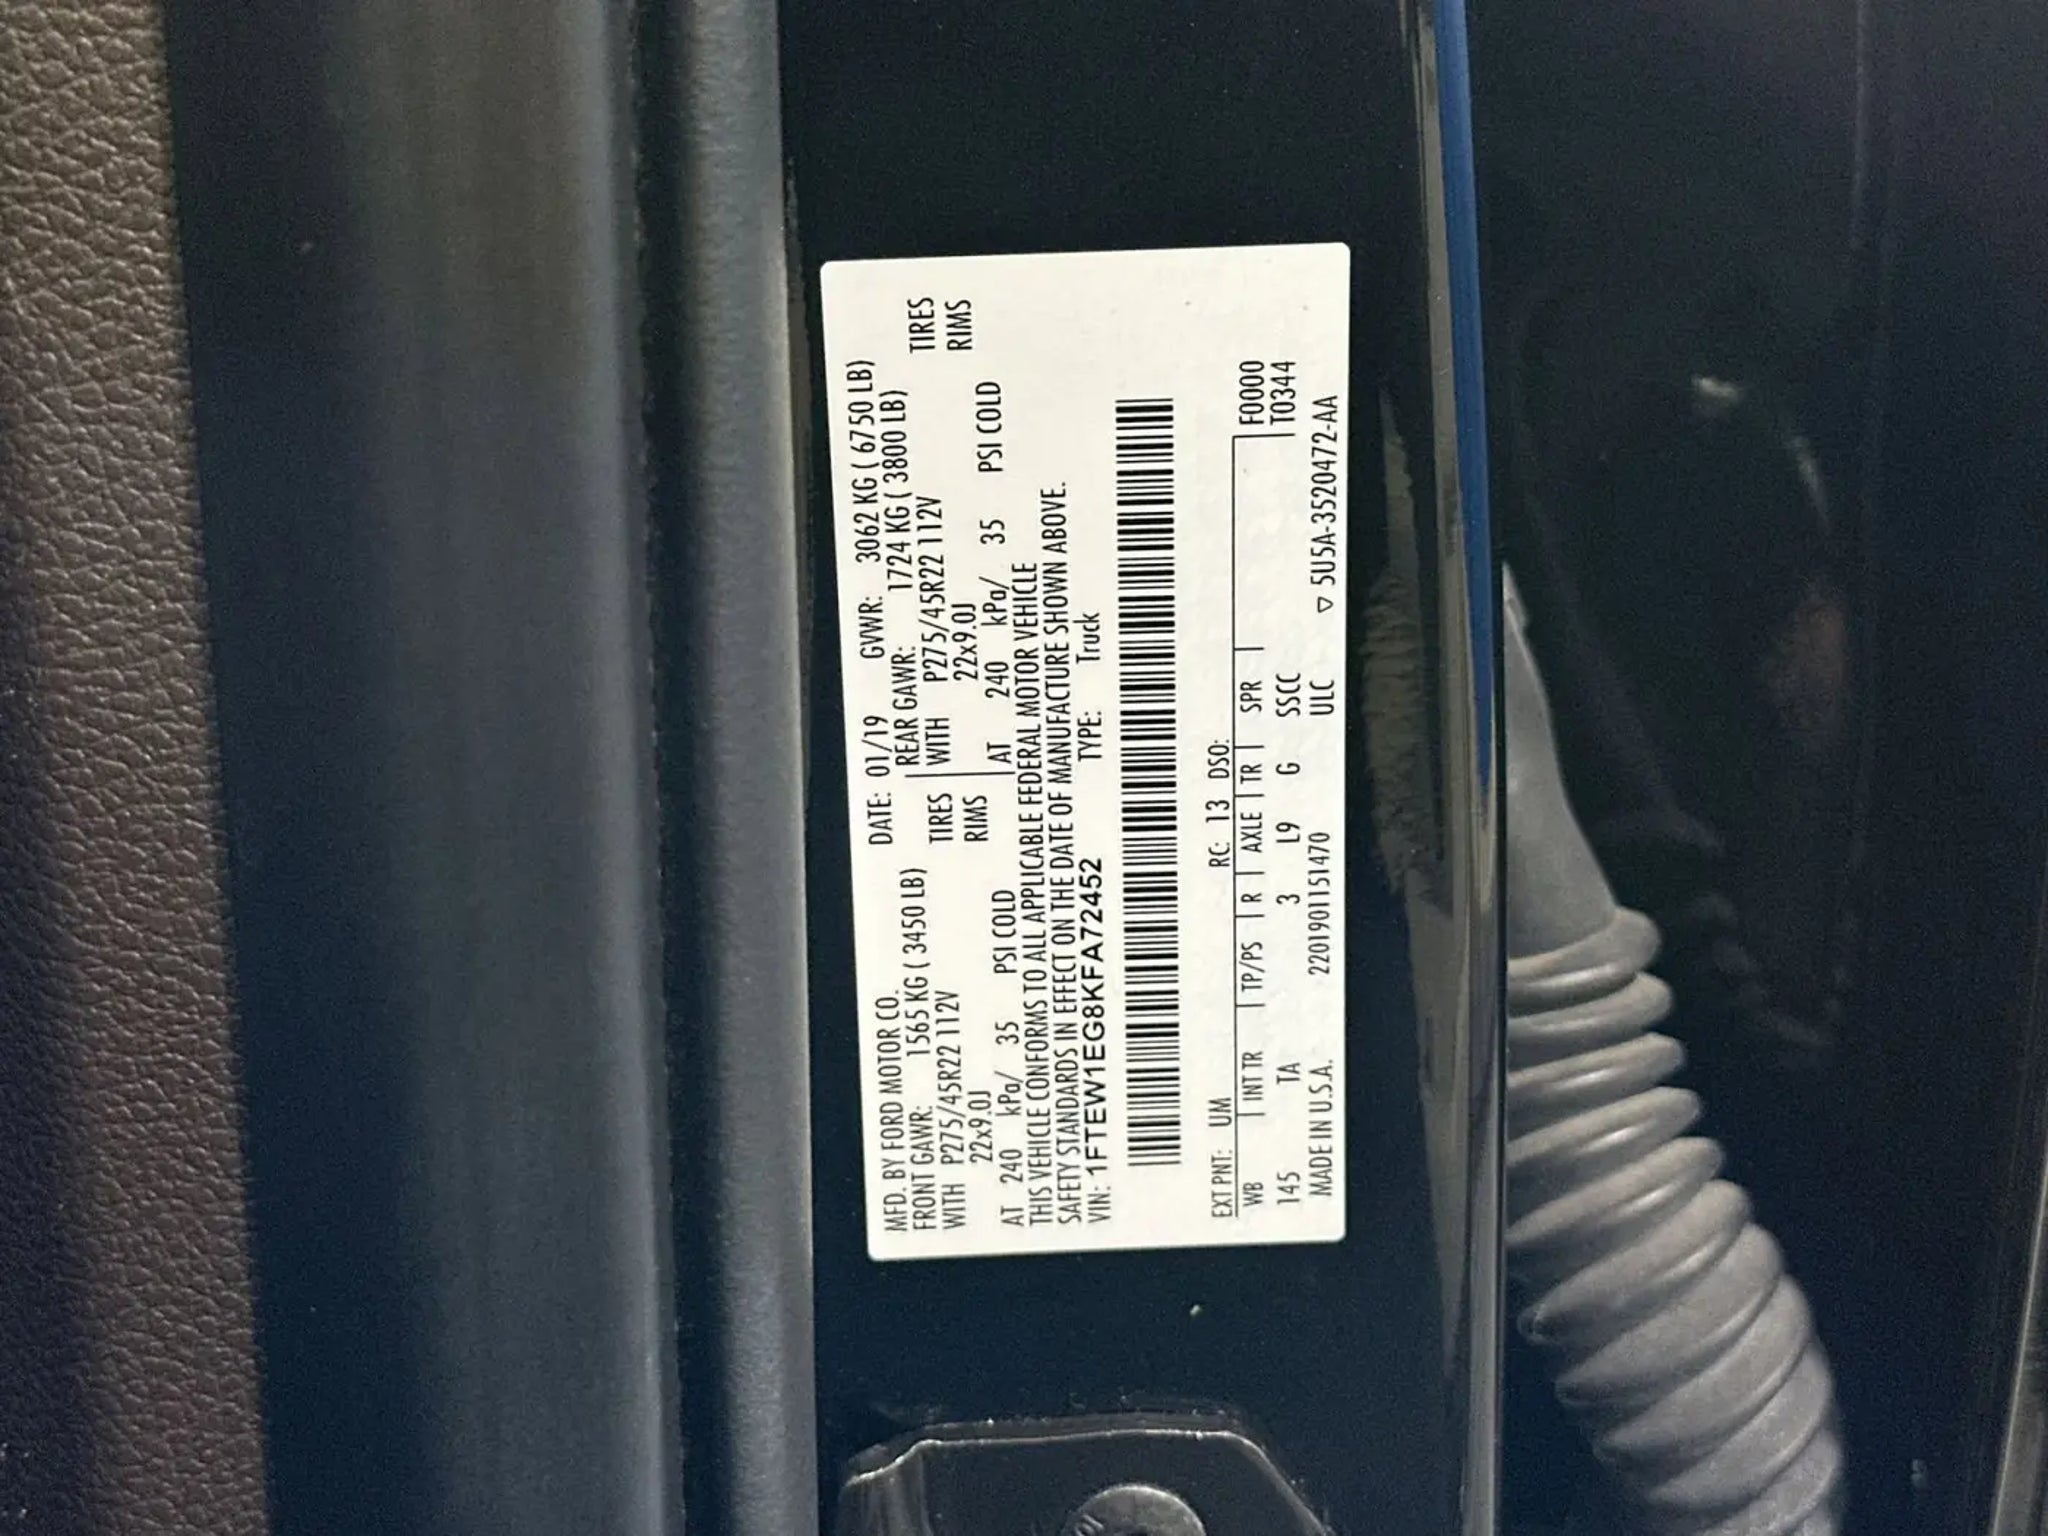 MFD. BY FORD MOTOR CO. DATE: 01/19 GVWR: 3062 KG ( 6750 LB)
FRONT GAWR: 1565 KG ( 3450 LB) REAR GAWR: 1724 KG ( 3800 LB)
WITH P275/45R22 112V TIRES WITH P275/45R22 112V TIRES
22x9.0J RIMS 22x9.0J RIMS
AT 240 kPa/ 35 PSI COLD AT 240 kPa/ 35 PSI COLD
THIS VEHICLE CONFORMS TO ALL APPLICABLE FEDERAL MOTOR VEHICLE
SAFETY STANDARDS IN EFFECT ON THE DATE OF MANUFACTURE SHOWN ABOVE.
VIN: 1FTEW1EG8KFA72452 TYPE: Truck
EXT PNT: UM RC: 13 DSO:
WB INT TR TP/PS R AXLE TR SPR F0000
145 TA 3 L9 G SSCC T0344
MADE IN U.S.A. 2201901151470 ULC ▽ 5U5A-3520472-AA